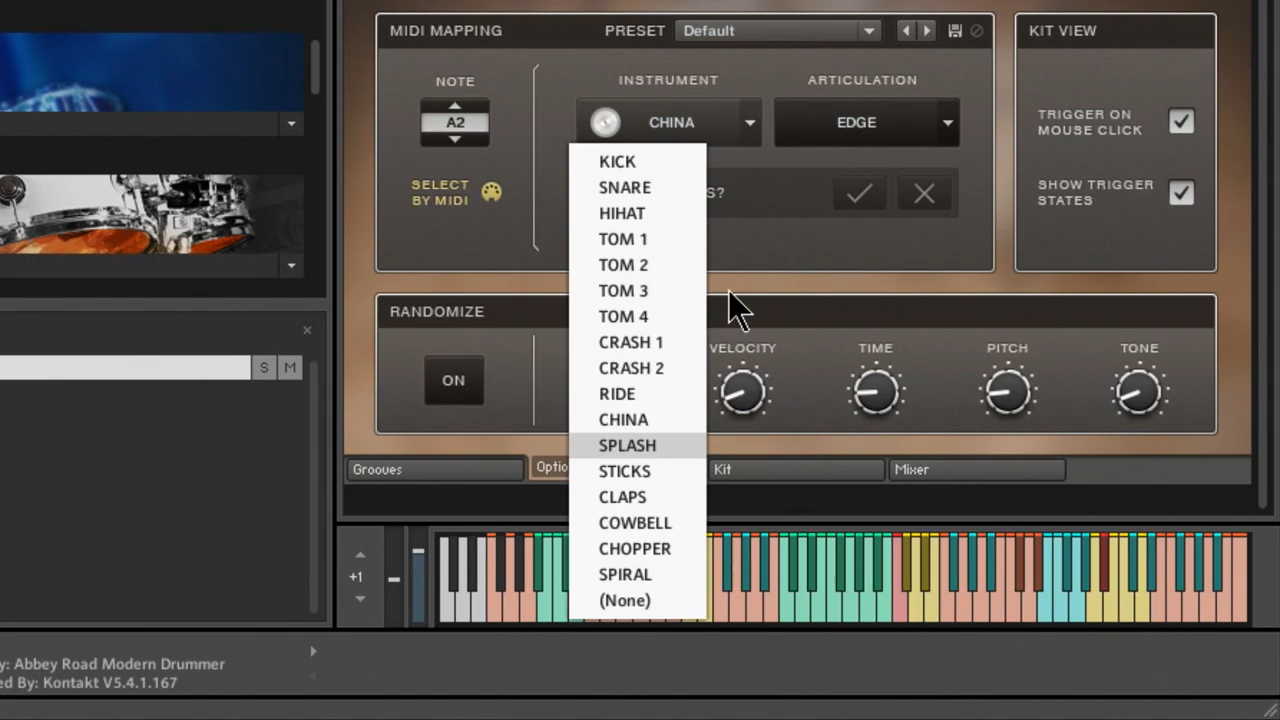 MIDI MAPPING
PRESET
Default
KIT VIEW
NOTE
INSTRUMENT
ARTICULATION
A2
CHINA
EDGE
TRIGGER ON
MOUSE CLICK
SELECT
BY MIDI
S?
SHOW TRIGGER
STATES
KICK
SNARE
HIHAT
TOM 1
TOM 2
TOM 3
TOM 4
CRASH 1
CRASH 2
RIDE
CHINA
SPLASH
STICKS
CLAPS
COWBELL
CHOPPER
SPIRAL
(None)
RANDOMIZE
ON
VELOCITY
TIME
PITCH
TONE
S
M
Grooves
Optio
Kit
Mixer
+1
y: Abbey Road Modern Drummer
ed By: Kontakt V5.4.1.167